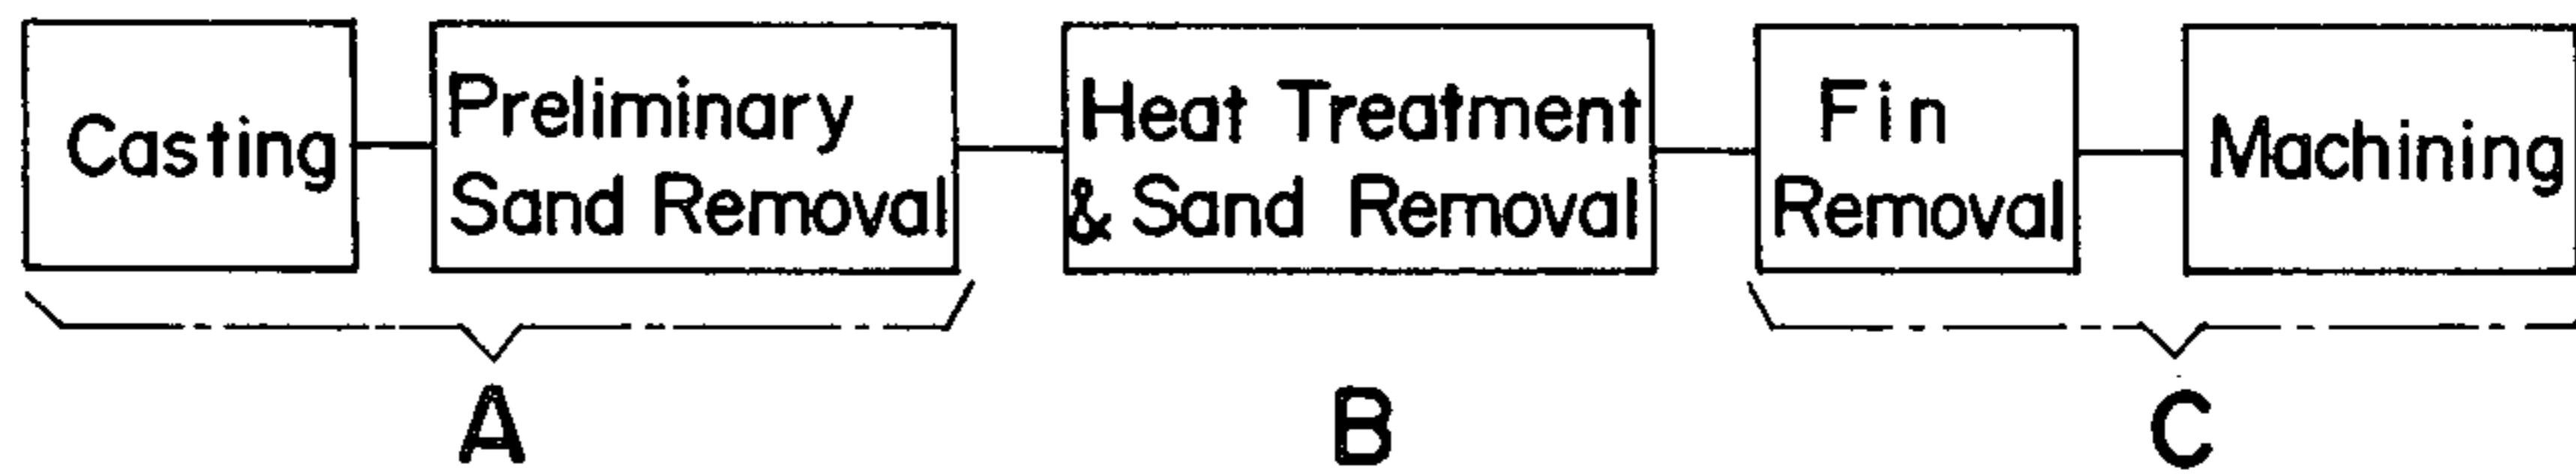 Casting
Preliminary
Sand Removal
Heat Treatment
& Sand Removal
Fin
Removal
Machining
A
B
C